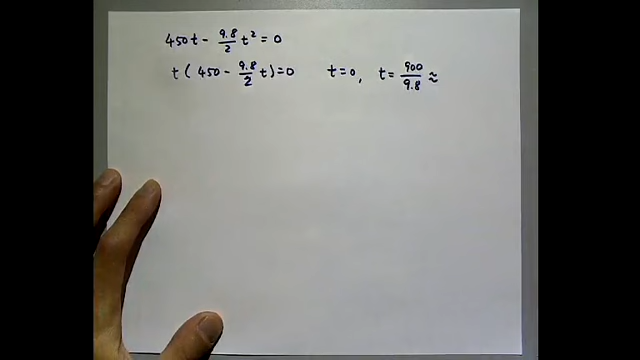 450t - 9.8/2 t² = 0
t ( 450 - 9.8/2 t ) = 0 t = 0 , t = 900/9.8 ≈